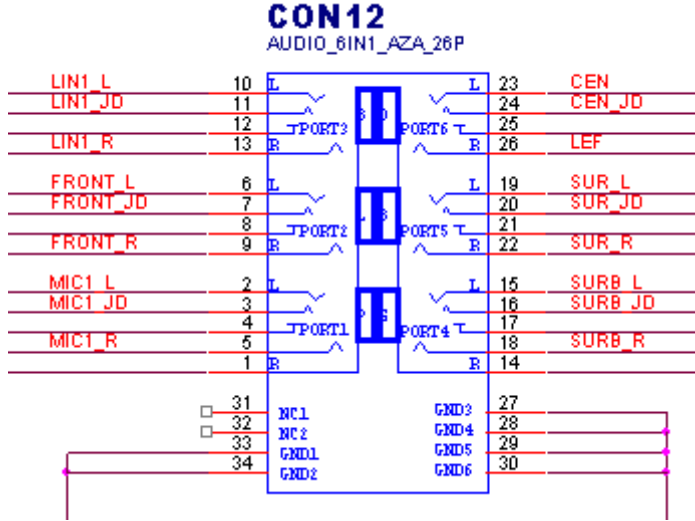 CON12
AUDIO_6IN1_AZA_26P
LIN1_L 10 L L 23 CEN
LIN1_JD 11 24 CEN_JD
12 PORT3 B O PORT6 25
LIN1_R 13 R R 26 LEF
FRONT_L 6 L L 19 SUR_L
FRONT_JD 7 20 SUR_JD
8 PORT2 L B PORT5 21
FRONT_R 9 R R 22 SUR_R
MIC1_L 2 L L 15 SURB_L
MIC1_JD 3 16 SURB_JD
4 PORT1 P G PORT4 17
MIC1_R 5 18 SURB_R
1 R R 14
31 NC1 GND3 27
32 NC2 GND4 28
33 GND1 GND5 29
34 GND2 GND6 30